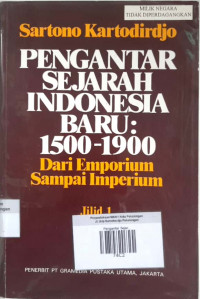 MILIK NEGARA
TIDAK DIPERDAGANGKAN
Sartono Kartodirdjo
PENGANTAR
SEJARAH
INDONESIA
BARU:
1500-1900
Dari Emporium
Sampai Imperium
Jilid 1
PENERBIT PT GRAMEDIA PUSTAKA UTAMA, JAKARTA